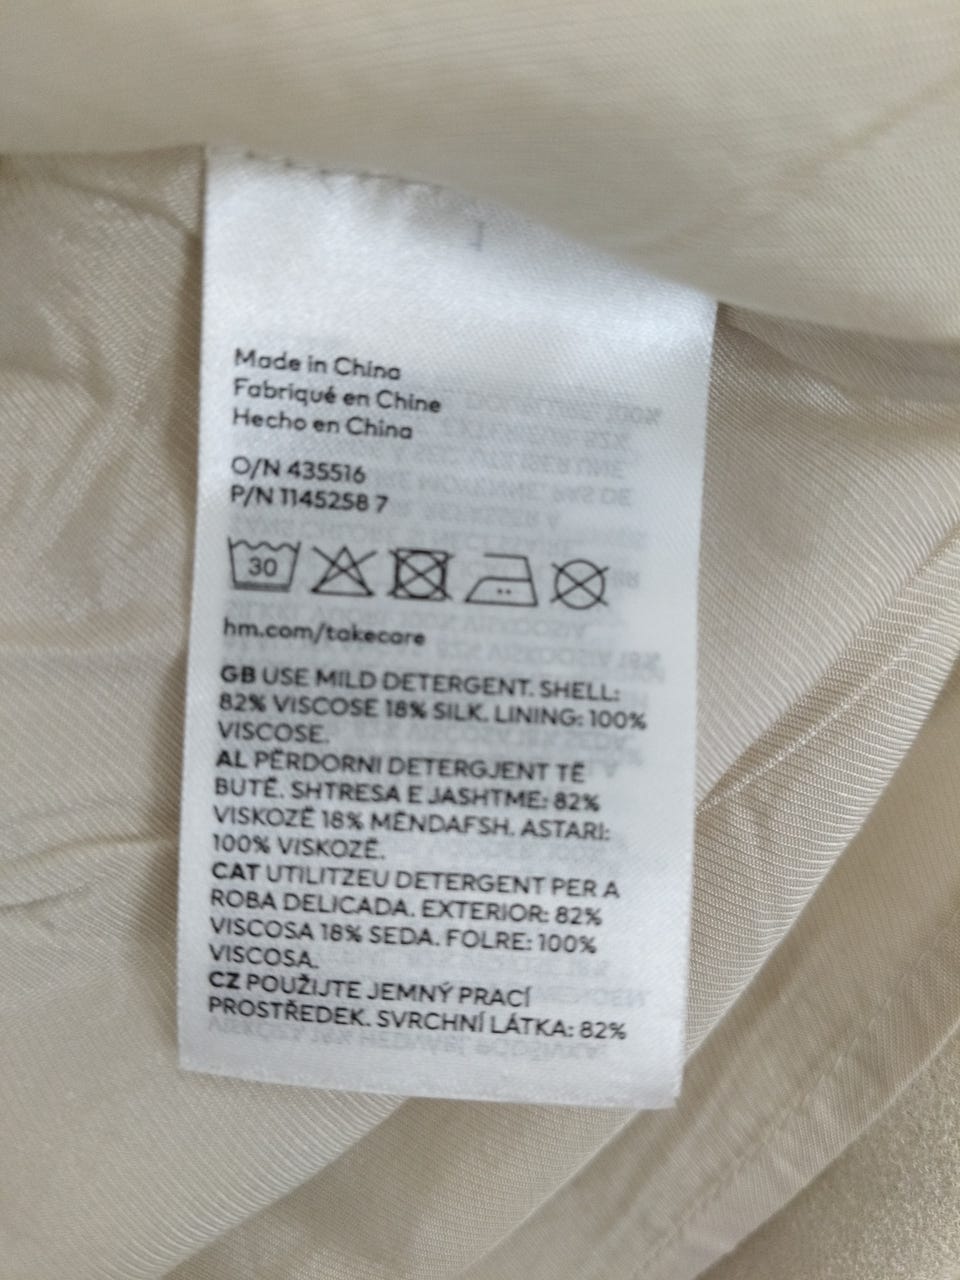 Made in China
Fabriqué en Chine
Hecho en China
O/N 435516
P/N 1145258 7
30
hm.com/takecare
GB USE MILD DETERGENT. SHELL:
82% VISCOSE 18% SILK. LINING: 100%
VISCOSE.
AL PËRDORNI DETERGJENT TË
BUTË. SHTRESA E JASHTME: 82%
VISKOZË 18% MËNDAFSH. ASTARI:
100% VISKOZË.
CAT UTILITZEU DETERGENT PER A
ROBA DELICADA. EXTERIOR: 82%
VISCOSA 18% SEDA. FOLRE: 100%
VISCOSA.
CZ POUŽIJTE JEMNÝ PRACÍ
PROSTŘEDEK. SVRCHNÍ LÁTKA: 82%